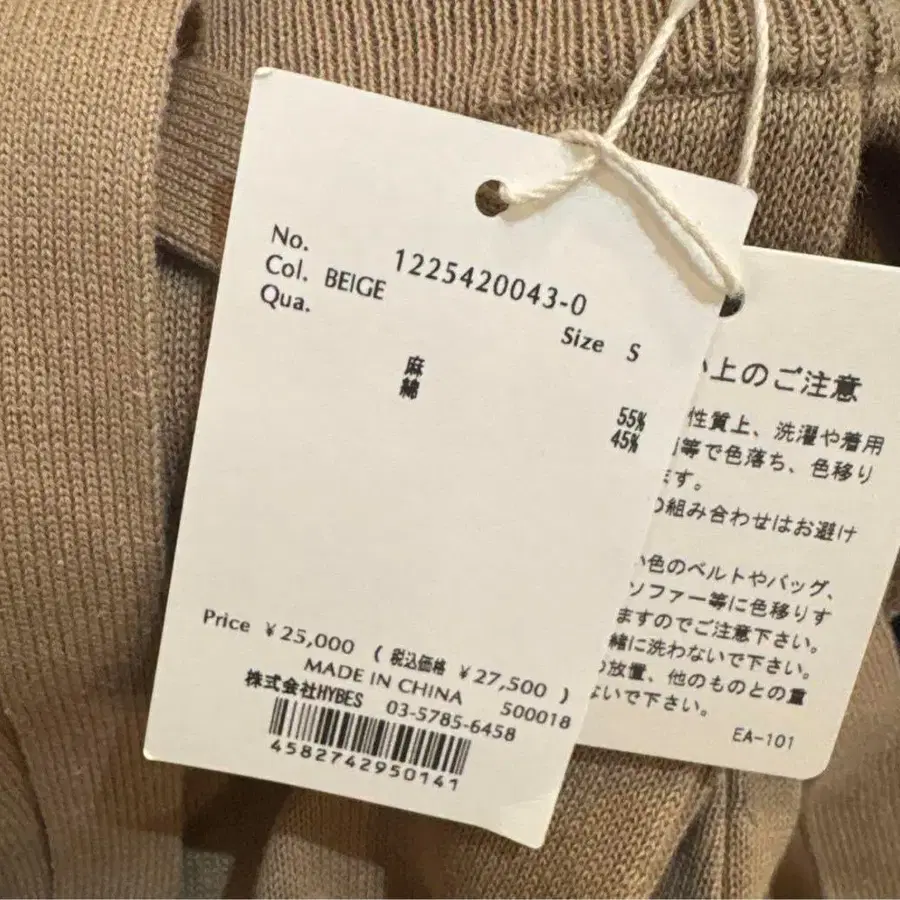 No. 1225420043-0
Col. BEIGE
Qua.
Size S
麻 55%
綿 45%
Price ¥25,000 ( 税込価格 ¥27,500 )
MADE IN CHINA 500018
株式会社HYBES 03-5785-6458
4582742950141
い上のご注意
性質上、洗濯や着用
等で色落ち、色移り
ます。
の組み合わせはお避け
い色のベルトやバッグ、
ソファー等に色移りす
ますのでご注意下さい。
緒に洗わないで下さい。
の放置、他のものとの重
ないで下さい。
EA-101